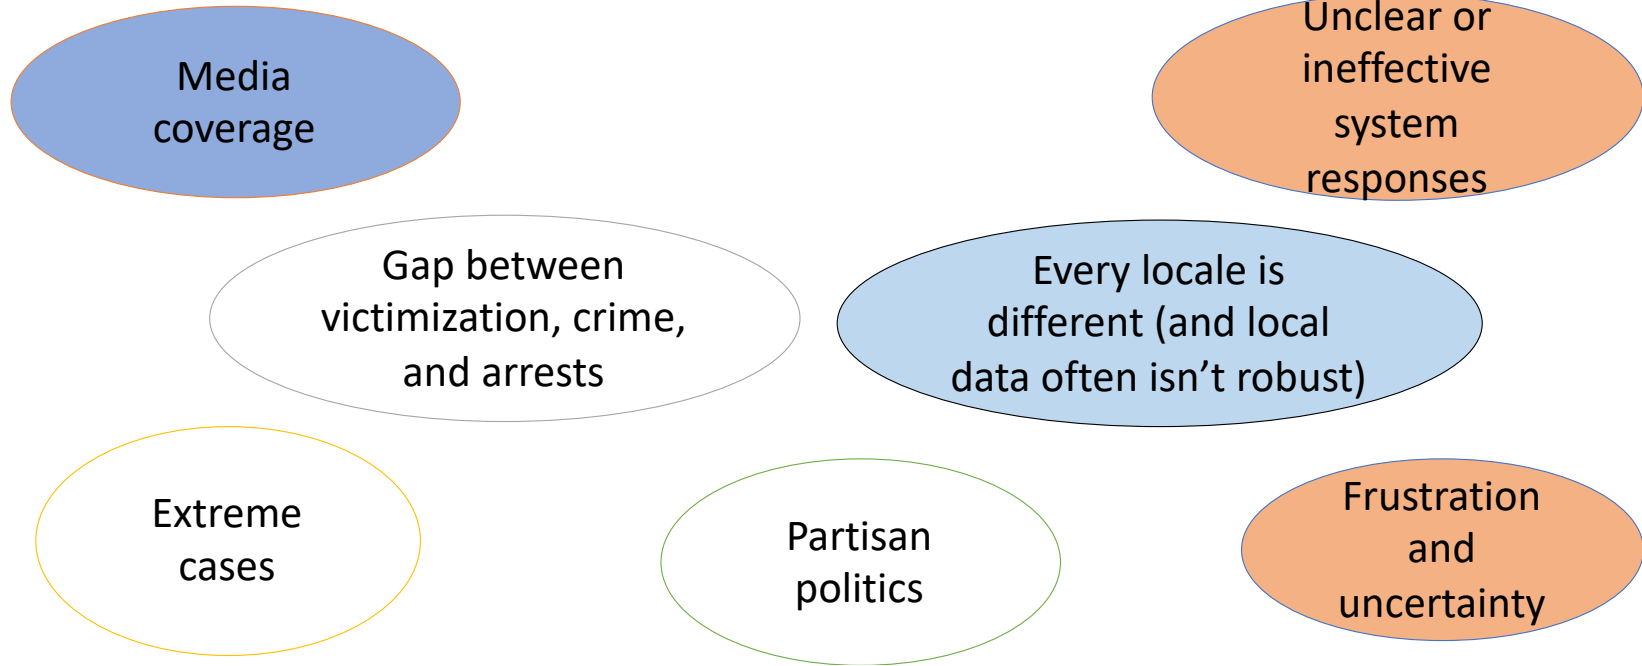 Media
coverage
Unclear or
ineffective
system
responses
Gap between
victimization, crime,
and arrests
Every locale is
different (and local
data often isn’t robust)
Extreme
cases
Partisan
politics
Frustration
and
uncertainty